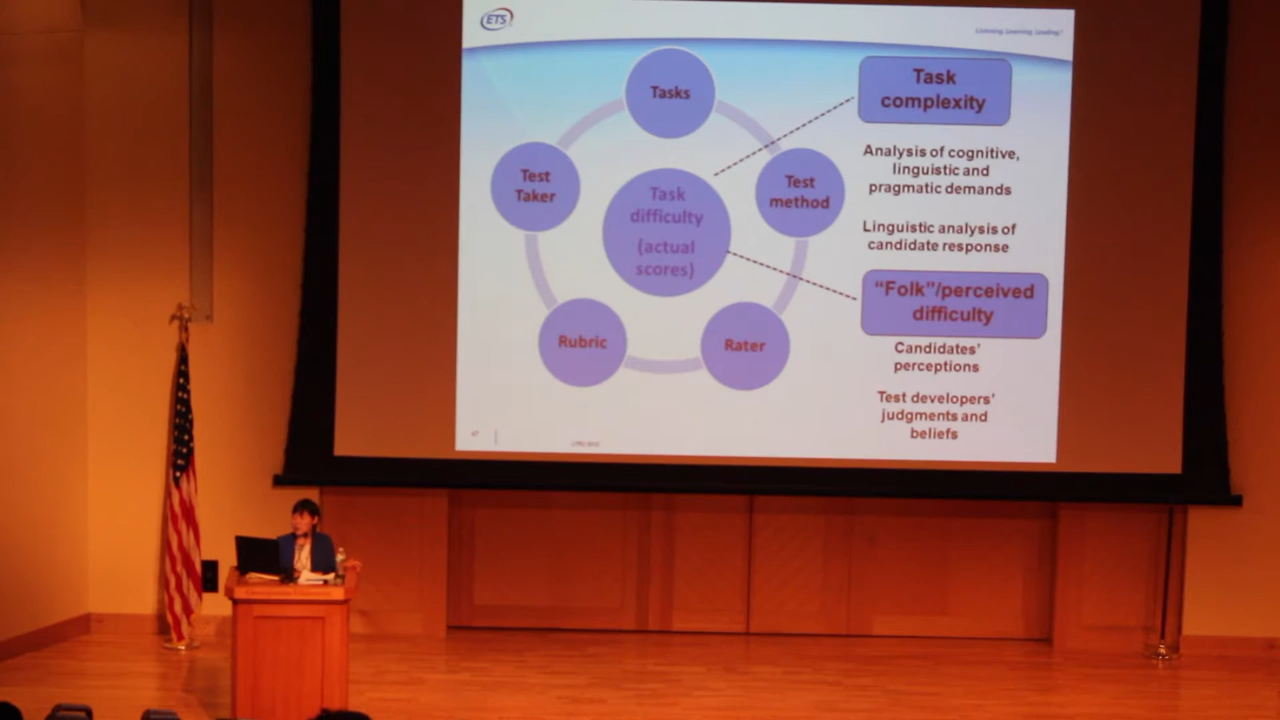 ETS
Listening. Learning. Leading.
Tasks
Test
method
Rater
Rubric
Test
Taker
Task
difficulty
(actual
scores)
Task
complexity
Analysis of cognitive,
linguistic and
pragmatic demands
Linguistic analysis of
candidate response
“Folk”/perceived
difficulty
Candidates’
perceptions
Test developers’
judgments and
beliefs
47